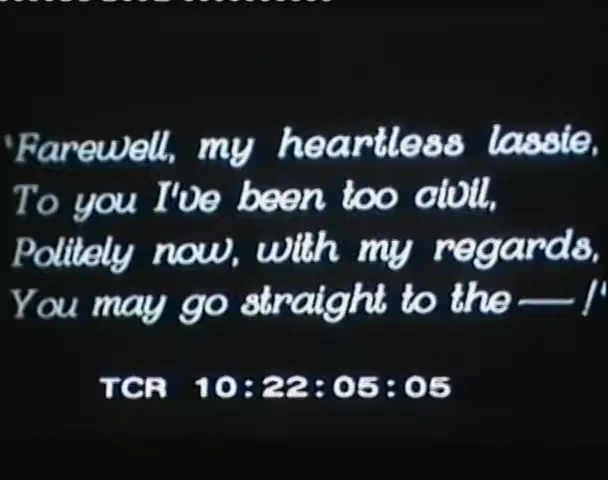 'Farewell, my heartless lassie,
To you I've been too civil,
Politely now, with my regards,
You may go straight to the — !'
TCR 10:22:05:05